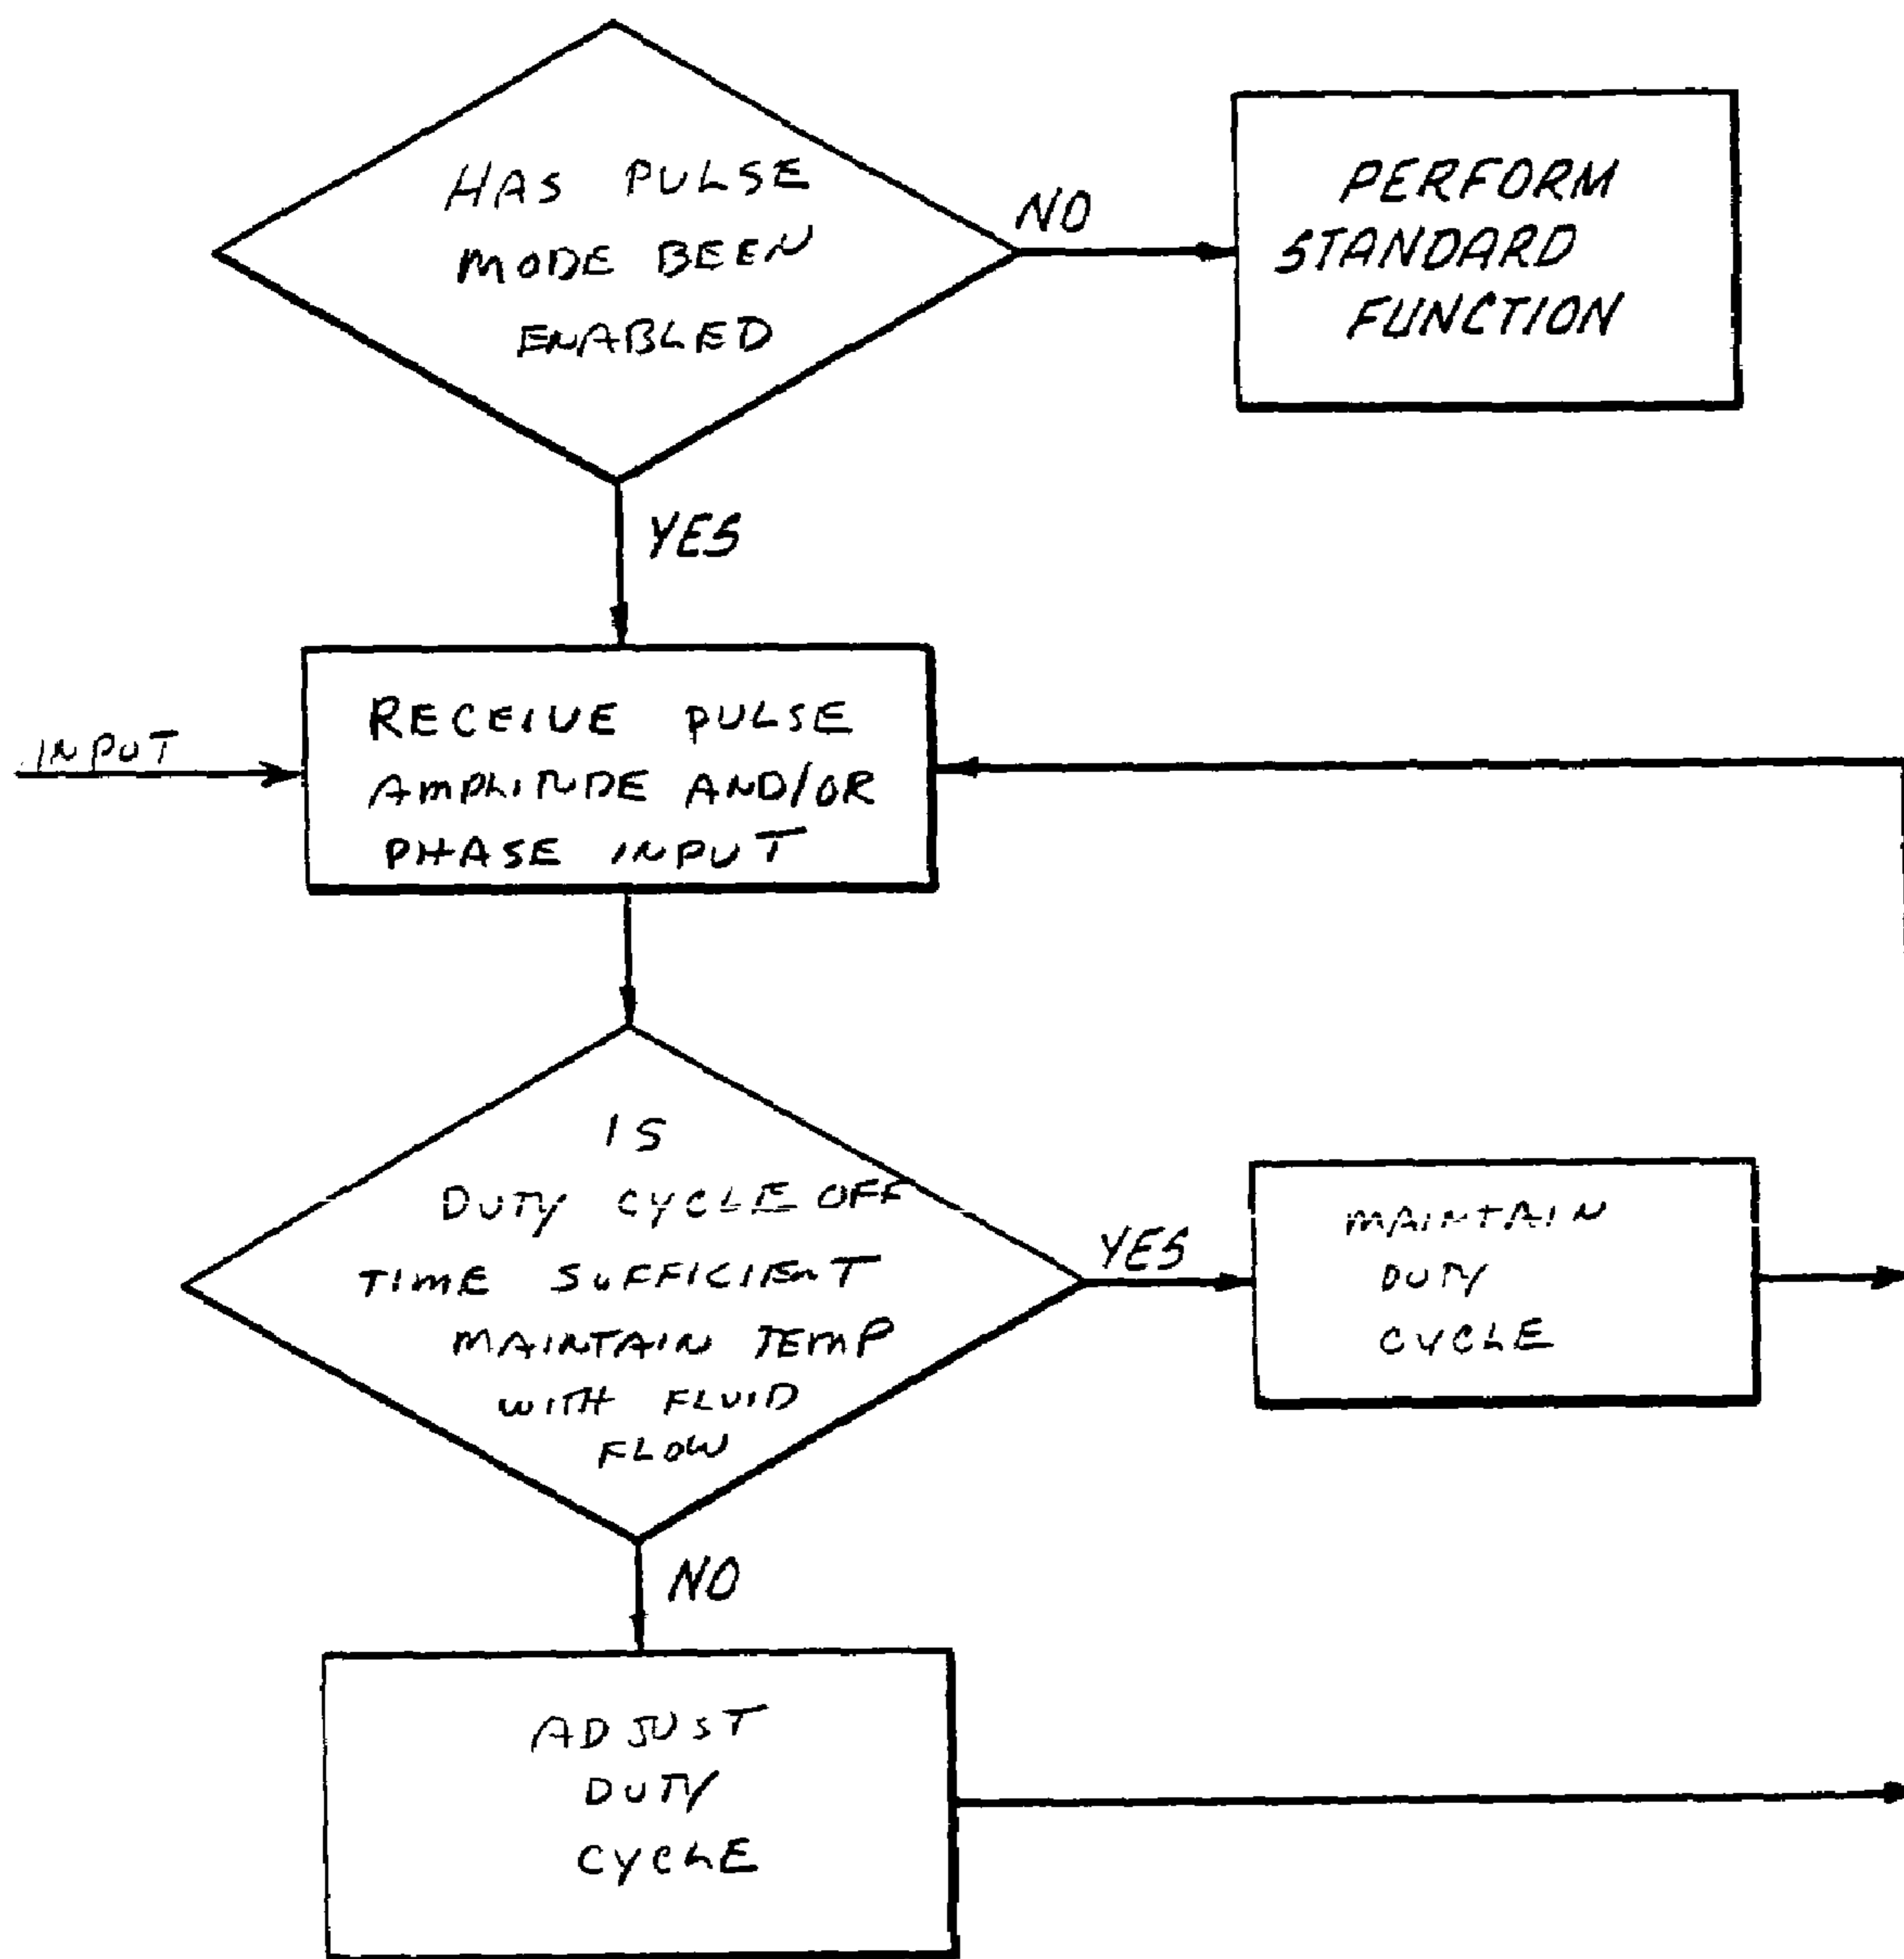 HAS PULSE
MODE BEEN
ENABLED
NO
PERFORM
STANDARD
FUNCTION
YES
INPUT
RECEIVE PULSE
AMPLITUDE AND/OR
PHASE INPUT
IS
DUTY CYCLE OFF
TIME SUFFICIENT
MAINTAIN TEMP
WITH FLUID
FLOW
YES
MAINTAIN
DUTY
CYCLE
NO
ADJUST
DUTY
CYCLE